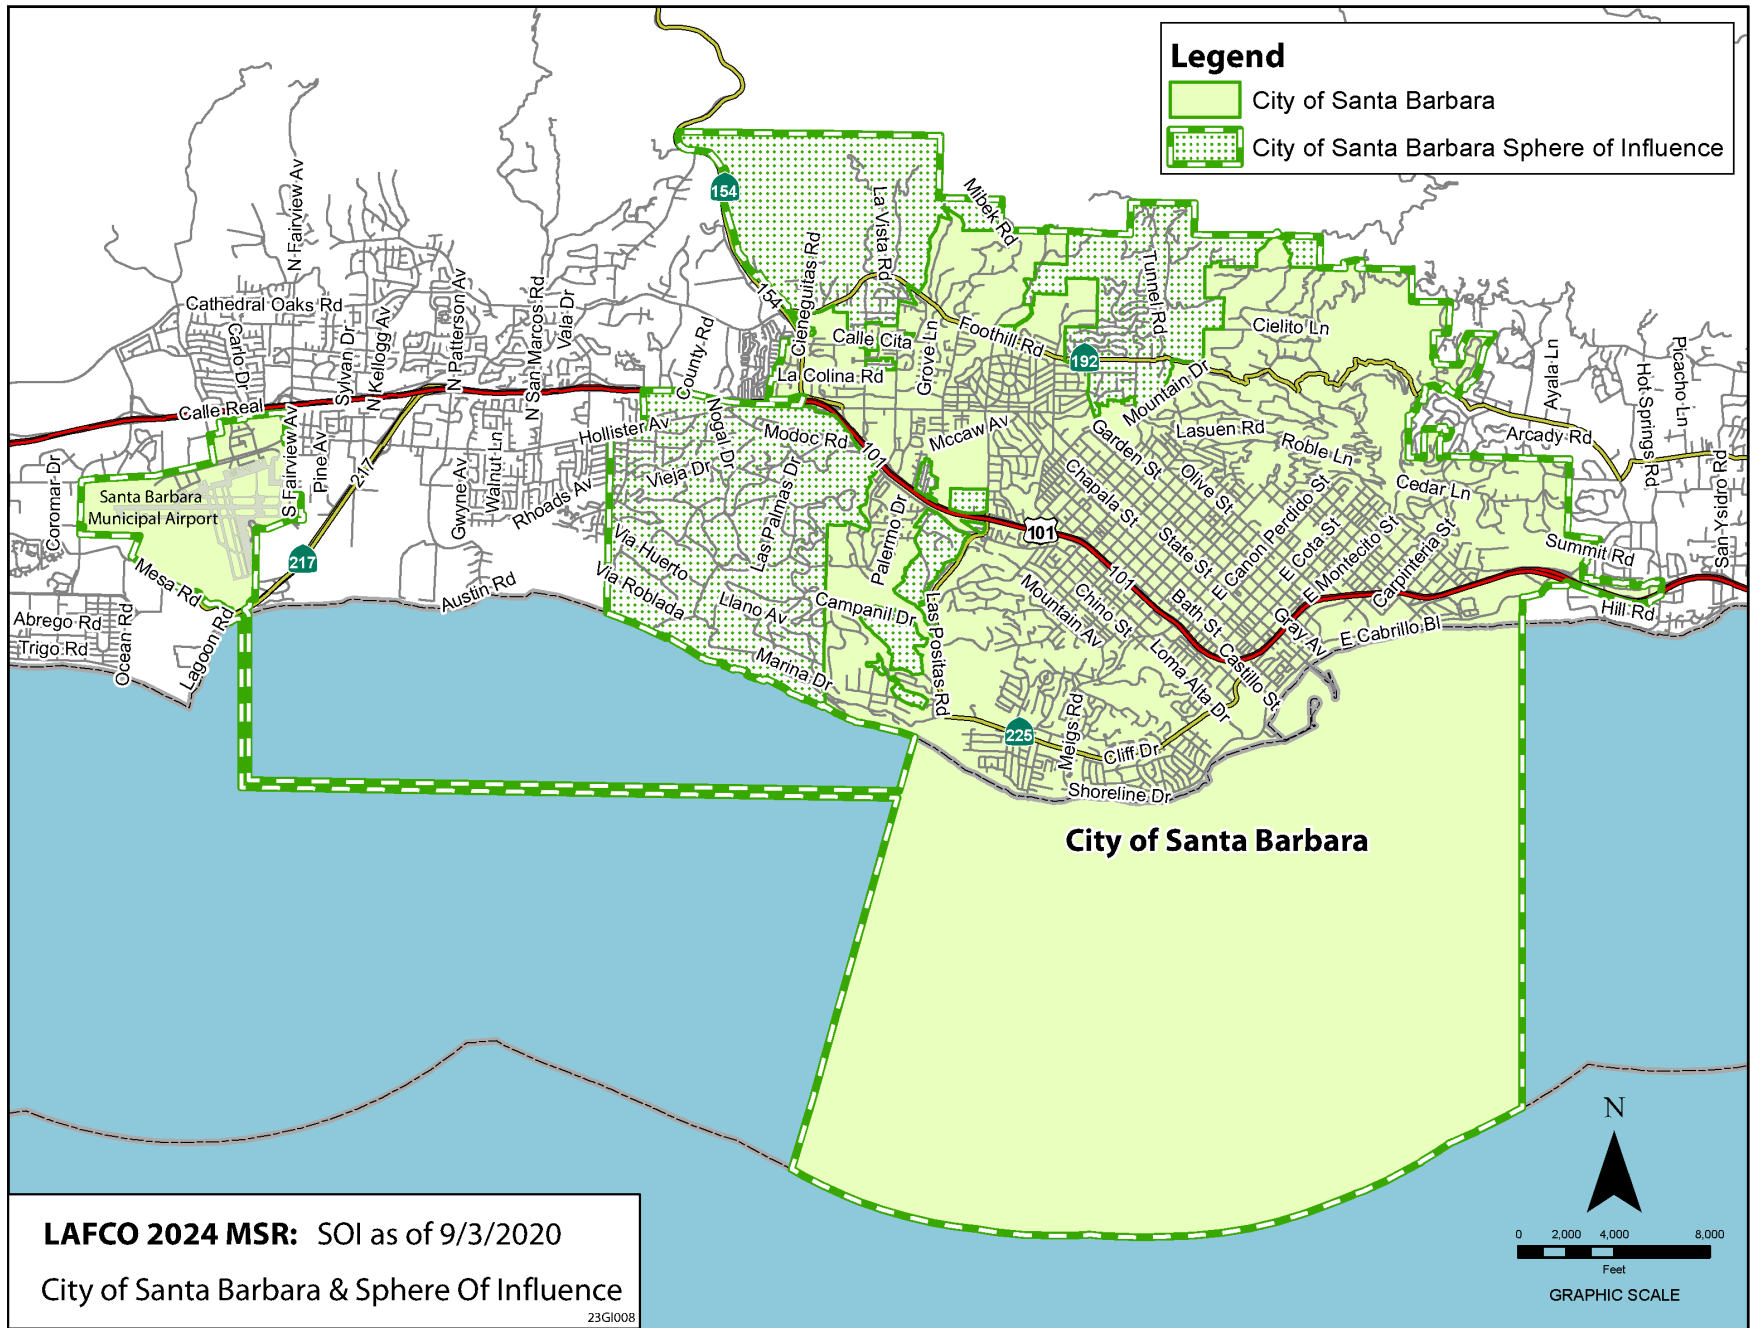 Legend
City of Santa Barbara
City of Santa Barbara Sphere of Influence
154
Mibek Rd
La Vista Rd
N Fairview Av
Cieneguitas Rd
Tunnel Rd
154
Cathedral Oaks Rd
N Patterson Av
N San Marcos Rd
Vala Dr
N Kellogg Av
Sylvan Dr
Carlo Dr
County Rd
Calle Cita
Grove Ln
Foothill Rd
192
Cielito Ln
Mountain Dr
Ayala Ln
Hot Springs Rd
Picacho Ln
La Colina Rd
Calle Real
Hollister Av
Nogal Dr
Modoc Rd
101
Mccaw Av
Garden St
Lasuen Rd
Roble Ln
Arcady Rd
San Ysidro Rd
Coromar Dr
S Fairview Av
Pine Av
217
Gwyne Av
Walnut Ln
Rhoads Av
Vieja Dr
Las Palmas Dr
Chapala St
Olive St
Cedar Ln
Santa Barbara
Municipal Airport
217
Via Huerto
Palermo Dr
101
State St
E Canon Perdido St
E Cota St
E Montecito St
Carpinteria St
Summit Rd
Mesa Rd
Via Roblada
Austin Rd
Llano Av
Campanil Dr
Las Positas Rd
Mountain Av
Chino St
101
Bath St
Gray Av
E Cabrillo Bl
Hill Rd
Abrego Rd
Trigo Rd
Ocean Rd
Lagoon Rd
Marina Dr
Loma Alta Dr
Castillo St
225
Meigs Rd
Cliff Dr
Shoreline Dr
City of Santa Barbara
N
0 2,000 4,000 8,000
Feet
GRAPHIC SCALE
LAFCO 2024 MSR: SOI as of 9/3/2020
City of Santa Barbara & Sphere Of Influence
23GI008